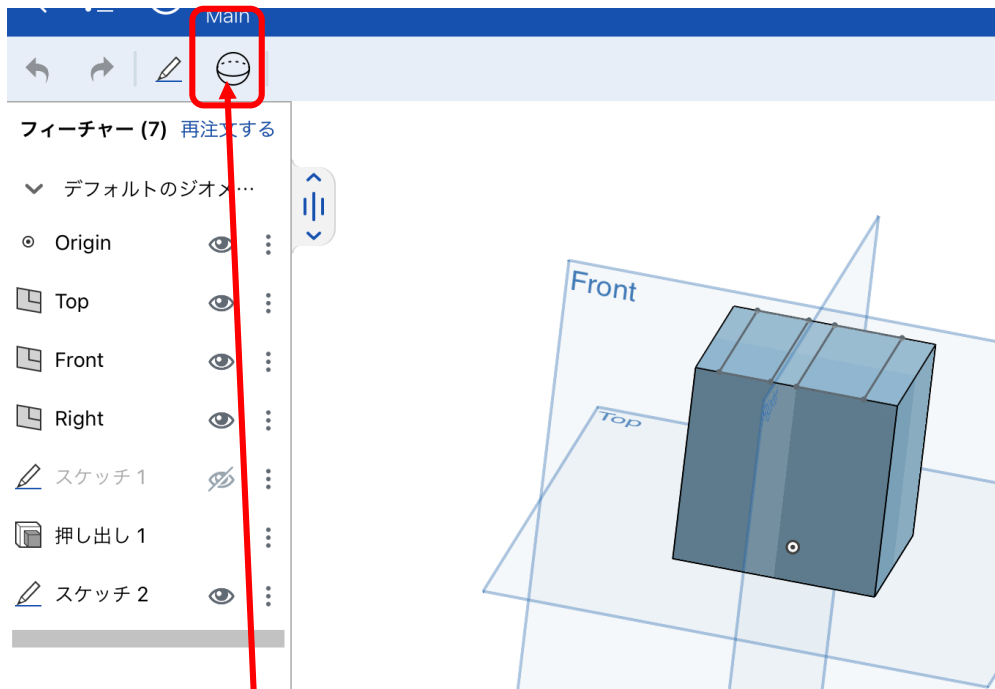 Main
フィーチャー (7) 再注文する
デフォルトのジオメ…
Origin
Top
Front
Right
スケッチ 1
押し出し 1
スケッチ 2
Front
Top